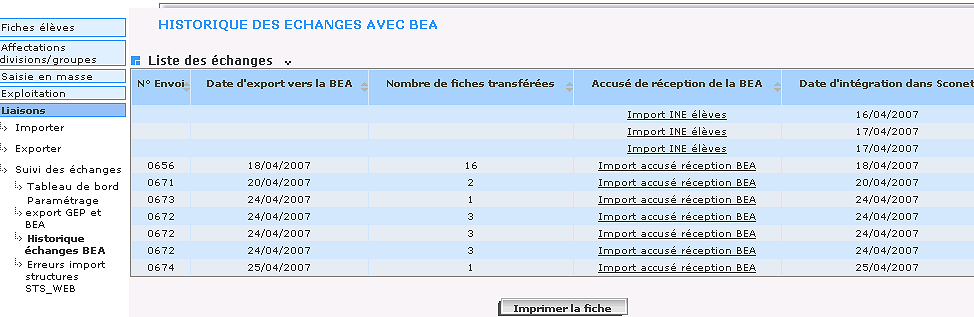 HISTORIQUE DES ECHANGES AVEC BEA
Fiches élèves
Affectations
divisions/groupes
Saisie en masse
Exploitation
Liaisons
Importer
Exporter
Suivi des échanges
Tableau de bord
Paramétrage
export GEP et
BEA
Historique
échanges BEA
Erreurs import
structures
STS_WEB
Liste des échanges
N° Envoi Date d'export vers la BEA Nombre de fiches transférées Accusé de réception de la BEA Date d'intégration dans Sconet
Import INE élèves 16/04/2007
Import INE élèves 17/04/2007
Import INE élèves 17/04/2007
0656 18/04/2007 16 Import accusé réception BEA 18/04/2007
0671 20/04/2007 2 Import accusé réception BEA 20/04/2007
0673 24/04/2007 1 Import accusé réception BEA 24/04/2007
0672 24/04/2007 3 Import accusé réception BEA 24/04/2007
0672 24/04/2007 3 Import accusé réception BEA 24/04/2007
0672 24/04/2007 3 Import accusé réception BEA 24/04/2007
0674 25/04/2007 1 Import accusé réception BEA 25/04/2007
Imprimer la fiche